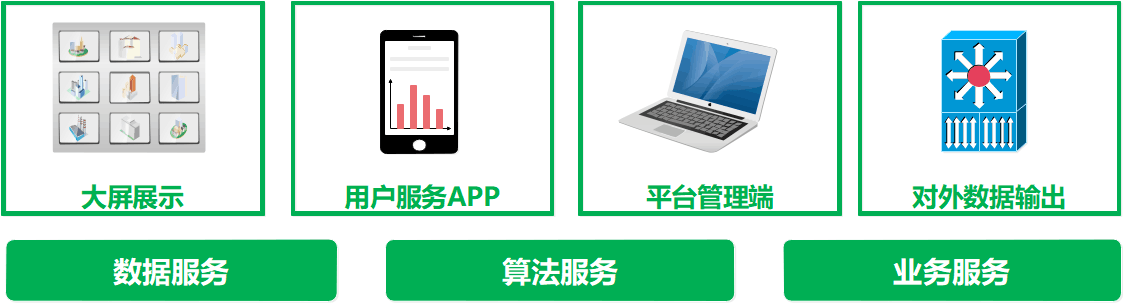 大屏展示
用户服务APP
平台管理端
对外数据输出
数据服务
算法服务
业务服务